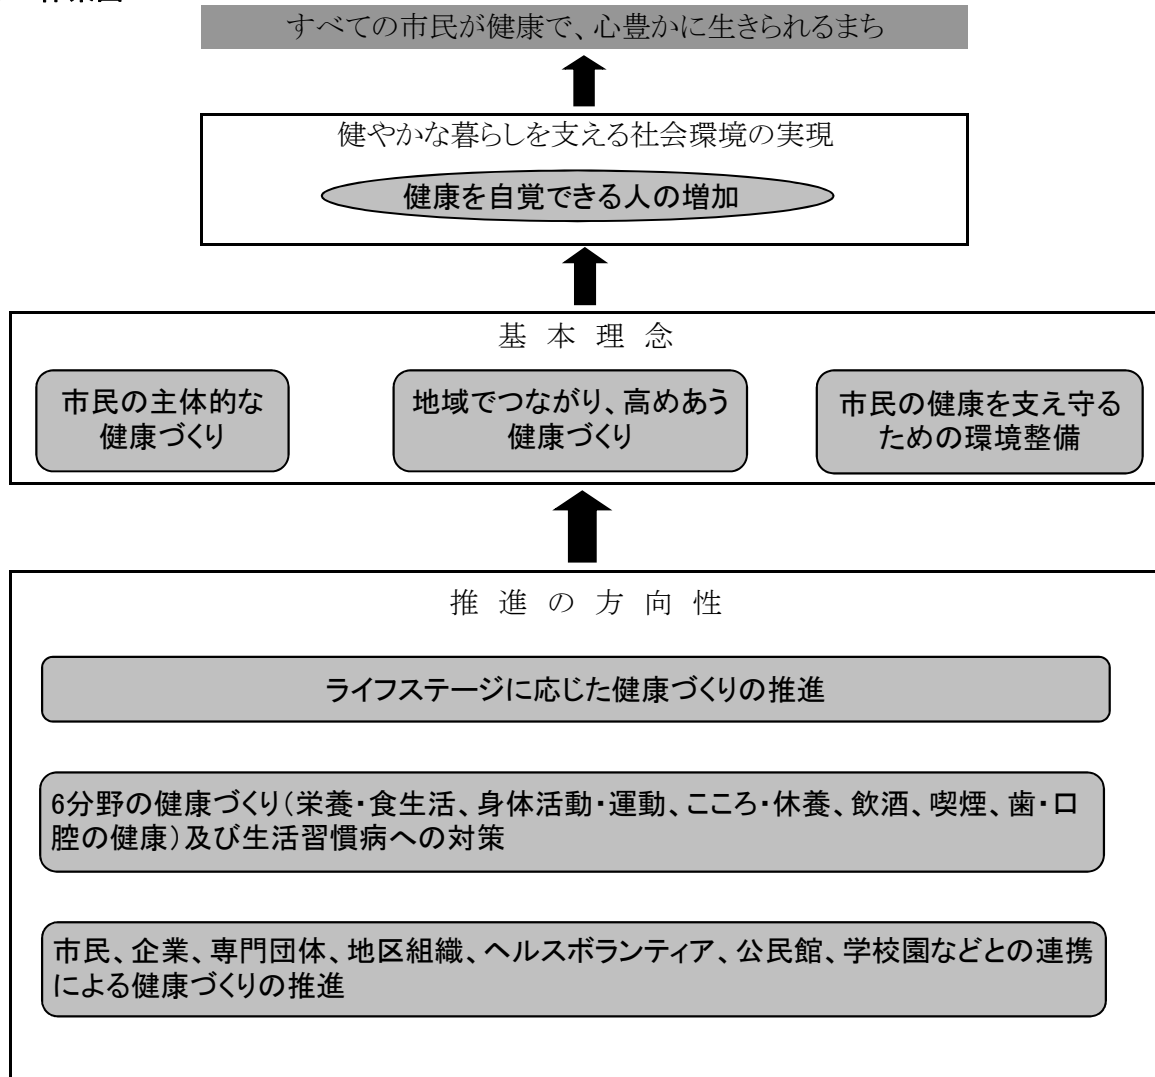 すべての市民が健康で、心豊かに生きられるまち
健やかな暮らしを支える社会環境の実現
健康を自覚できる人の増加
基本理念
市民の主体的な
健康づくり
地域でつながり、高めあう
健康づくり
市民の健康を支え守る
ための環境整備
推進の方向性
ライフステージに応じた健康づくりの推進
6分野の健康づくり(栄養・食生活、身体活動・運動、こころ・休養、飲酒、喫煙、歯・口
腔の健康)及び生活習慣病への対策
市民、企業、専門団体、地区組織、ヘルスボランティア、公民館、学校園などとの連携
による健康づくりの推進